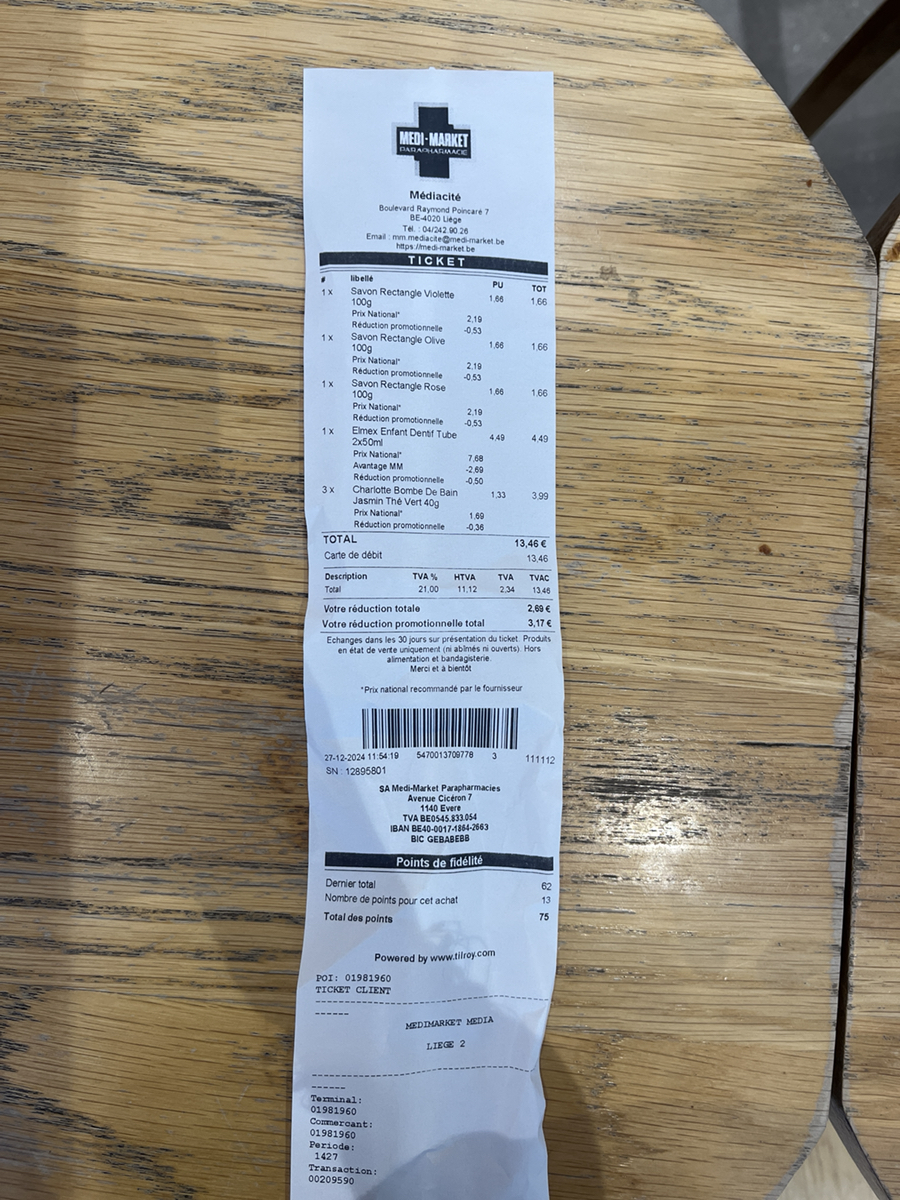 MEDI-MARKET
PARAPHARMACIE
Médiacité
Boulevard Raymond Poincaré 7
BE-4020 Liège
Tél. : 04/242.90.26
Email : mm.mediacite@medi-market.be
https://medi-market.be
TICKET
# libellé PU TOT
1 x Savon Rectangle Violette 1,66 1,66
100g
Prix National* 2,19
Réduction promotionnelle -0,53
1 x Savon Rectangle Olive 1,66 1,66
100g
Prix National* 2,19
Réduction promotionnelle -0,53
1 x Savon Rectangle Rose 1,66 1,66
100g
Prix National* 2,19
Réduction promotionnelle -0,53
1 x Elmex Enfant Dentif Tube 4,49 4,49
2x50ml
Prix National* 7,68
Avantage MM -2,69
Réduction promotionnelle -0,50
3 x Charlotte Bombe De Bain 1,33 3,99
Jasmin Thé Vert 40g
Prix National* 1,69
Réduction promotionnelle -0,36
TOTAL 13,46 €
Carte de débit 13,46
Description TVA % HTVA TVA TVAC
Total 21,00 11,12 2,34 13,46
Votre réduction totale 2,69 €
Votre réduction promotionnelle total 3,17 €
Echanges dans les 30 jours sur présentation du ticket. Produits
en état de vente uniquement (ni abîmés ni ouverts). Hors
alimentation et bandagisterie.
Merci et à bientôt
*Prix national recommandé par le fournisseur
27-12-2024 11:54:19 5470013709778 3 111112
SN : 12895801
SA Medi-Market Parapharmacies
Avenue Cicéron 7
1140 Evere
TVA BE0545.833.054
IBAN BE40-0017-1864-2663
BIC GEBABEBB
Points de fidélité
Dernier total 62
Nombre de points pour cet achat 13
Total des points 75
Powered by www.tilroy.com
POI: 01981960
TICKET CLIENT
MEDIMARKET MEDIA
LIEGE 2
Terminal:
01981960
Commercant:
01981960
Periode:
1427
Transaction:
00209590